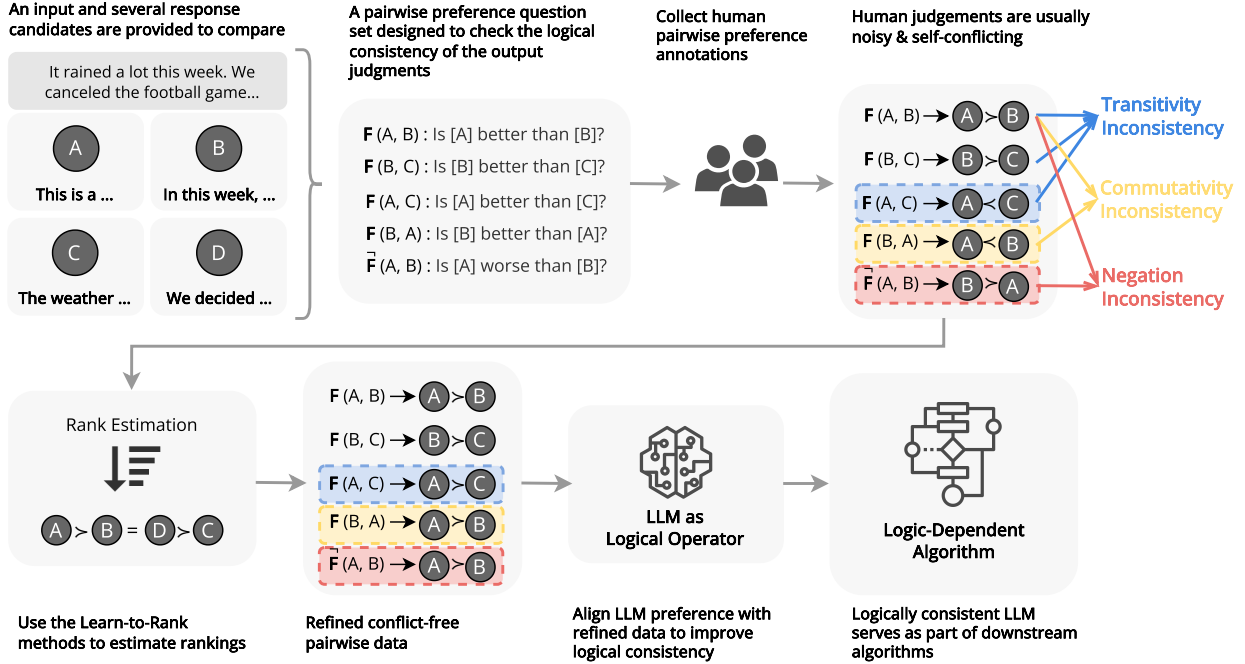 An input and several response
candidates are provided to compare
It rained a lot this week. We
canceled the football game...
A
This is a ...
B
In this week, ...
C
The weather ...
D
We decided ...
A pairwise preference question
set designed to check the logical
consistency of the output
judgments
F (A, B) : Is [A] better than [B]?
F (B, C) : Is [B] better than [C]?
F (A, C) : Is [A] better than [C]?
F (B, A) : Is [B] better than [A]?
F̄ (A, B) : Is [A] worse than [B]?
Collect human
pairwise preference
annotations
Human judgements are usually
noisy & self-conflicting
F (A, B) → A ≻ B
F (B, C) → B ≻ C
F (A, C) → A ≺ C
F (B, A) → A ≺ B
F̄ (A, B) → B ≻ A
Transitivity
Inconsistency
Commutativity
Inconsistency
Negation
Inconsistency
Rank Estimation
A ≻ B = D ≻ C
Use the Learn-to-Rank
methods to estimate rankings
F (A, B) → A ≻ B
F (B, C) → B ≻ C
F (A, C) → A ≻ C
F (B, A) → A ≻ B
F̄ (A, B) → A ≻ B
Refined conflict-free
pairwise data
LLM as
Logical Operator
Align LLM preference with
refined data to improve
logical consistency
Logic-Dependent
Algorithm
Logically consistent LLM
serves as part of downstream
algorithms